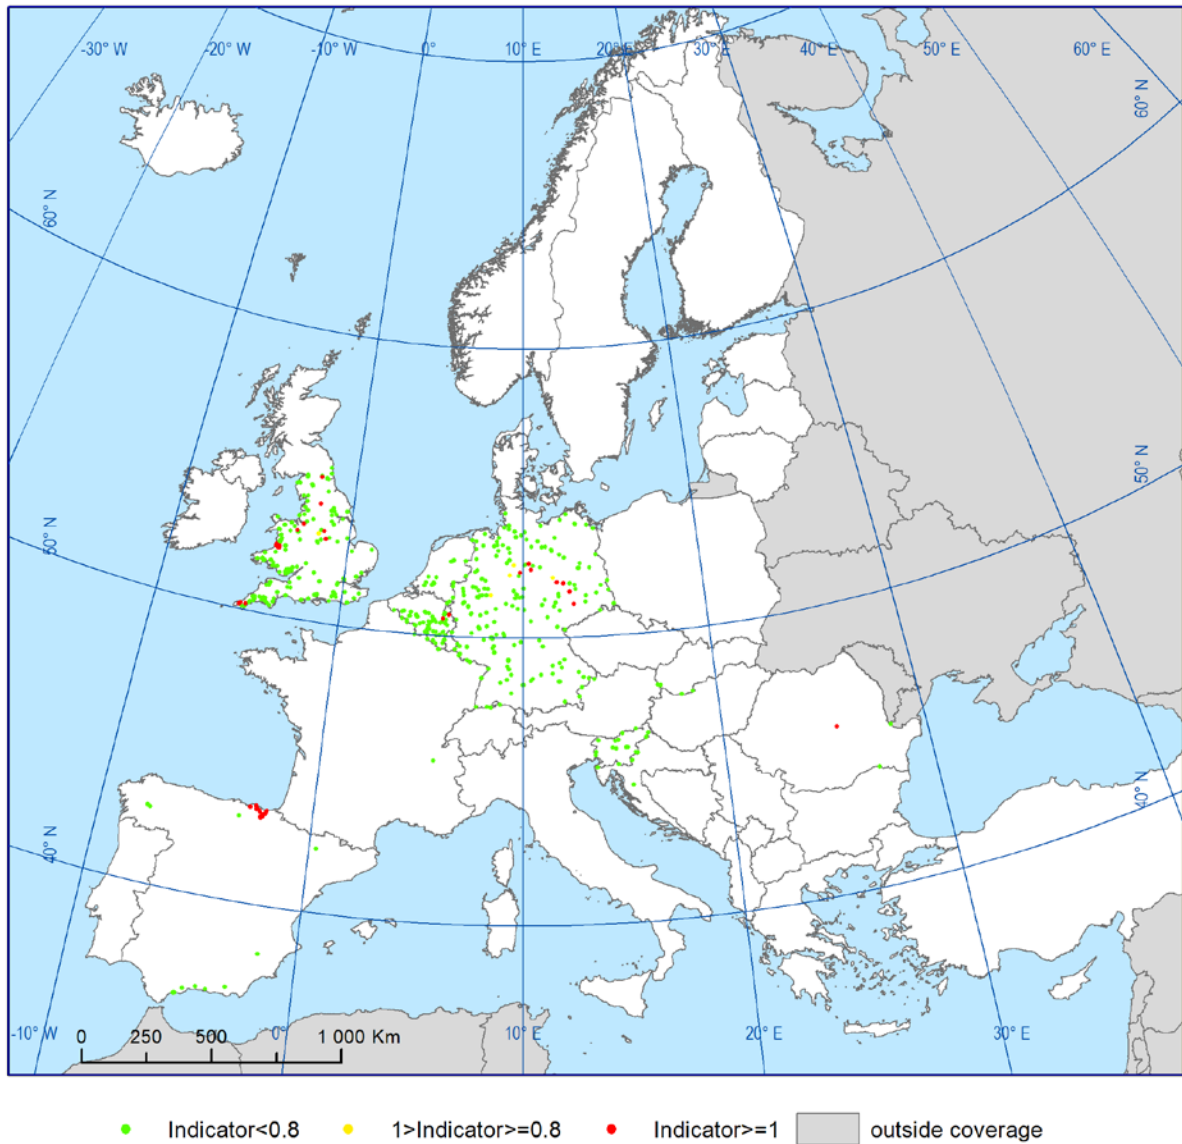 -30° W -20° W -10° W 0° 10° E 20° E 30° E 40° E 50° E 60° E
60° N
60° N
50° N
50° N
40° N
40° N
-10° W 0° 10° E 20° E 30° E
0 250 500 1 000 Km
Indicator<0.8 1>Indicator>=0.8 Indicator>=1 outside coverage